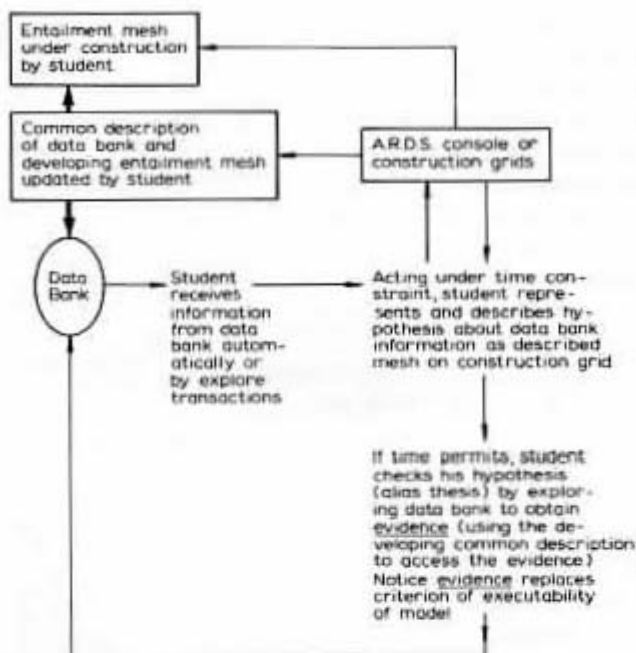 Entailment mesh
under construction
by student
Common description
of data bank and
developing entailment mesh
updated by student
A.R.D.S. console or
construction grids
Data
Bank
Student
receives
information
from data
bank autom-
atically or
by explore
transactions
Acting under time con-
straint, student repre-
sents and describes hy-
pothesis about data bank
information as described
mesh on construction grid
If time permits, student
checks his hypothesis
(alias thesis) by explor-
ing data bank to obtain
evidence (using the de-
veloping common description
to access the evidence)
Notice evidence replaces
criterion of executability
of model